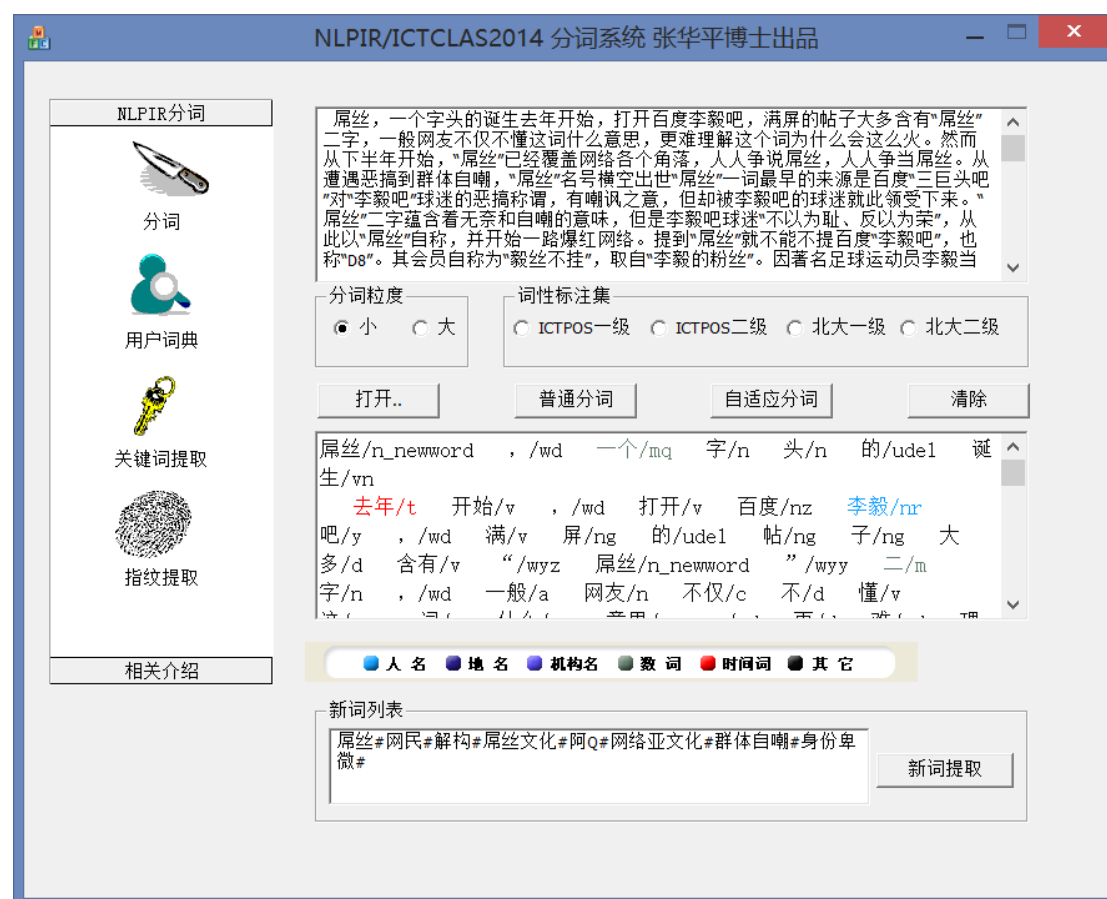 NLPIR/ICTCLAS2014 分词系统 张华平博士出品
NLPIR分词
分词
用户词典
关键词提取
指纹提取
相关介绍
屌丝，一个字头的诞生去年开始，打开百度李毅吧，满屏的帖子大多含有“屌丝”
二字，一般网友不仅不懂这词什么意思，更难理解这个词为什么会这么火。然而
从下半年开始，“屌丝”已经覆盖网络各个角落，人人争说屌丝，人人争当屌丝。从
遭遇恶搞到群体自嘲，“屌丝”名号横空出世“屌丝”一词最早的来源是百度“三巨头吧
”对“李毅吧”球迷的恶搞称谓，有嘲讽之意，但却被李毅吧的球迷就此领受下来。“
屌丝”二字蕴含着无奈和自嘲的意味，但是李毅吧球迷“不以为耻、反以为荣”，从
此以“屌丝”自称，并开始一路爆红网络。提到“屌丝”就不能不提百度“李毅吧”，也
称“D8”。其会员自称为“毅丝不挂”，取自“李毅的粉丝”。因著名足球运动员李毅当
分词粒度
小 大
词性标注集
ICTPOS一级 ICTPOS二级 北大一级 北大二级
打开.. 普通分词 自适应分词 清除
屌丝/n_newword ，/wd 一个/mq 字/n 头/n 的/ude1 诞
生/vn
去年/t 开始/v ，/wd 打开/v 百度/nz 李毅/nr
吧/y ，/wd 满/v 屏/ng 的/ude1 帖/ng 子/ng 大
多/d 含有/v “/wyz 屌丝/n_newword ”/wyy 二/m
字/n ，/wd 一般/a 网友/n 不仅/c 不/d 懂/v
人 名 地 名 机构名 数 词 时间词 其 它
新词列表
屌丝#网民#解构#屌丝文化#阿Q#网络亚文化#群体自嘲#身份卑
微#
新词提取